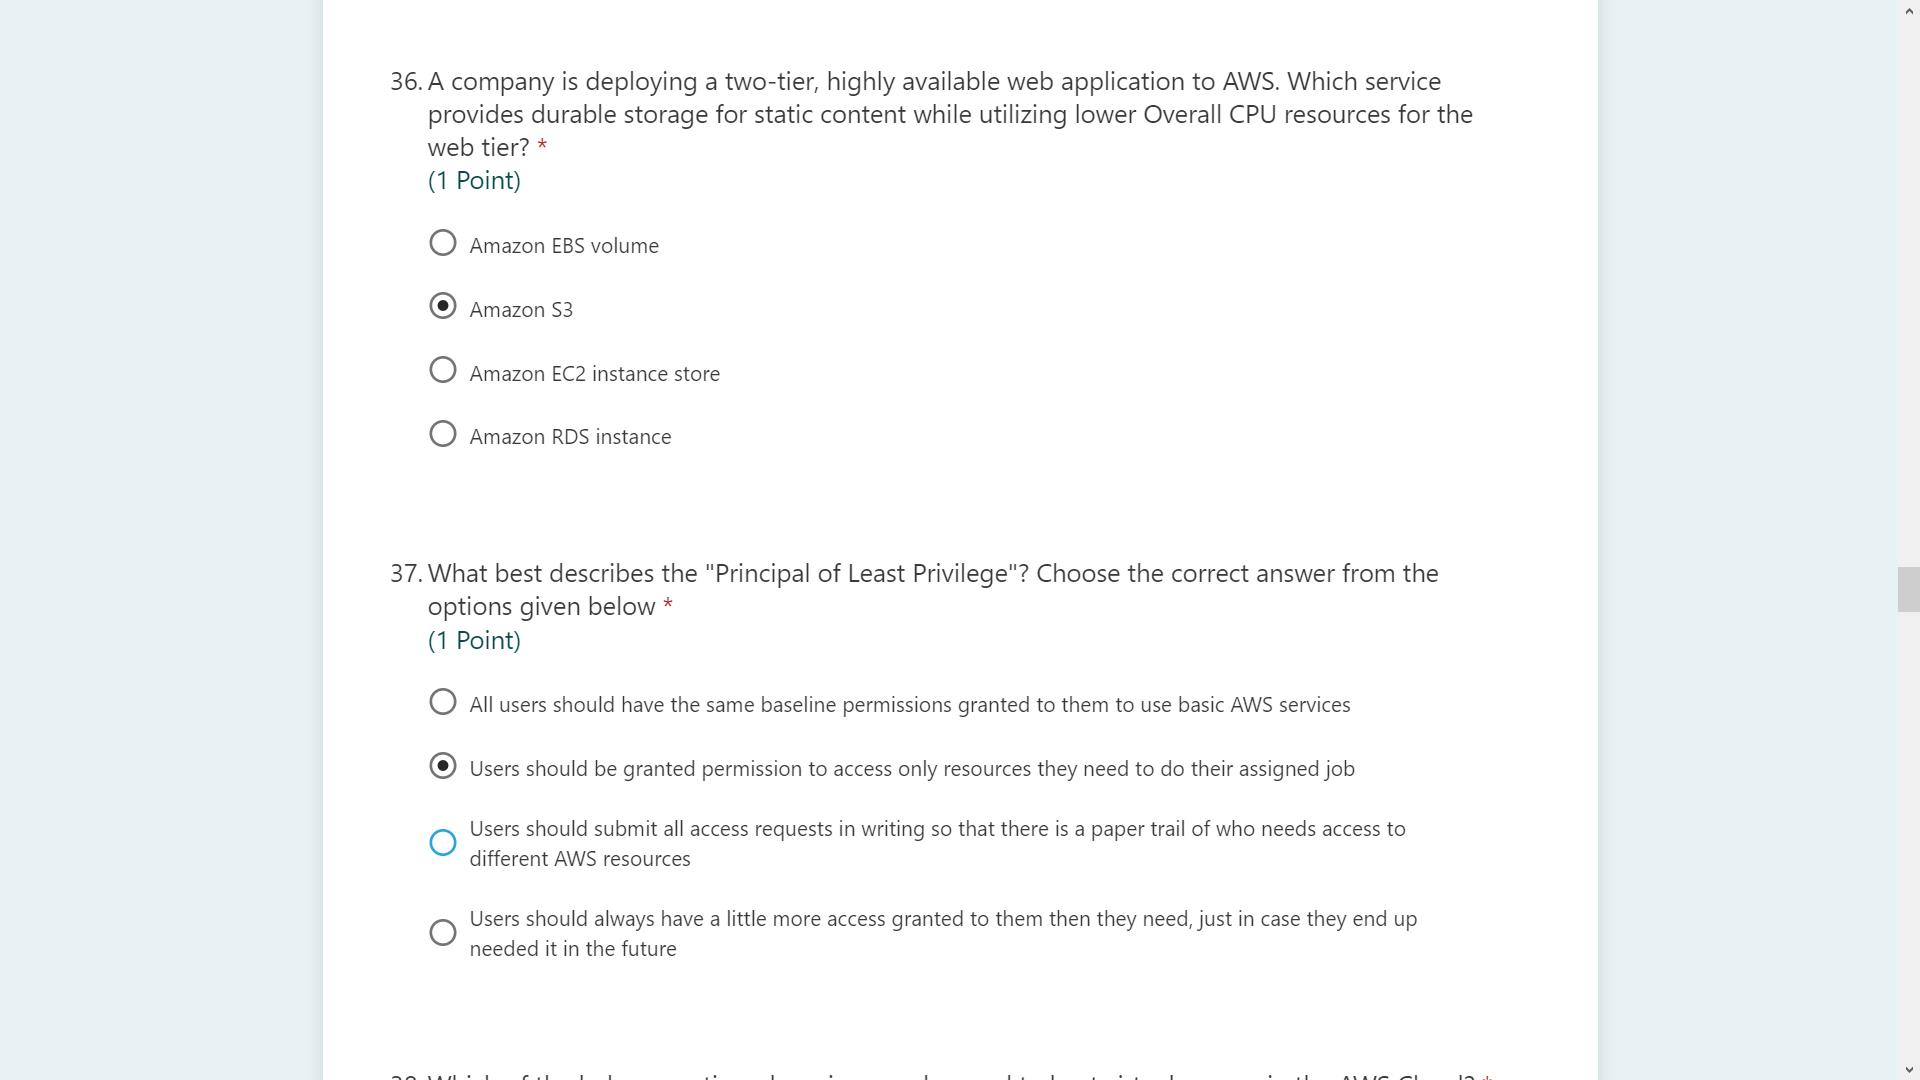 36. A company is deploying a two-tier, highly available web application to AWS. Which service
provides durable storage for static content while utilizing lower Overall CPU resources for the
web tier? *
(1 Point)
Amazon EBS volume
Amazon S3
Amazon EC2 instance store
Amazon RDS instance
37. What best describes the "Principal of Least Privilege"? Choose the correct answer from the
options given below *
(1 Point)
All users should have the same baseline permissions granted to them to use basic AWS services
Users should be granted permission to access only resources they need to do their assigned job
Users should submit all access requests in writing so that there is a paper trail of who needs access to
different AWS resources
Users should always have a little more access granted to them then they need, just in case they end up
needed it in the future